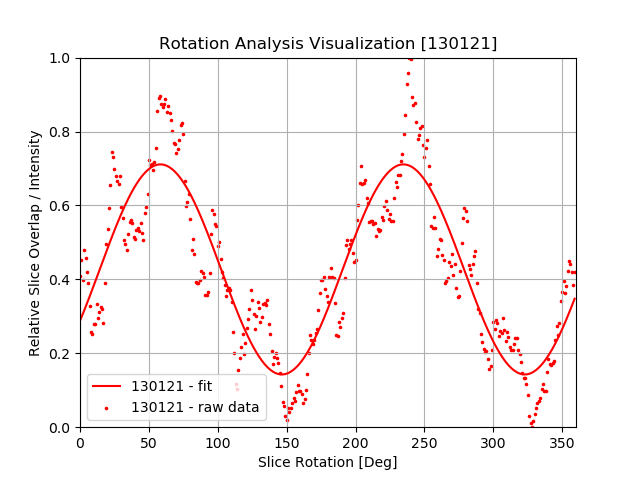 Rotation Analysis Visualization [130121]
1.0
0.8
0.6
0.4
0.2
0.0
Relative Slice Overlap / Intensity
130121 - fit
130121 - raw data
0 50 100 150 200 250 300 350
Slice Rotation [Deg]